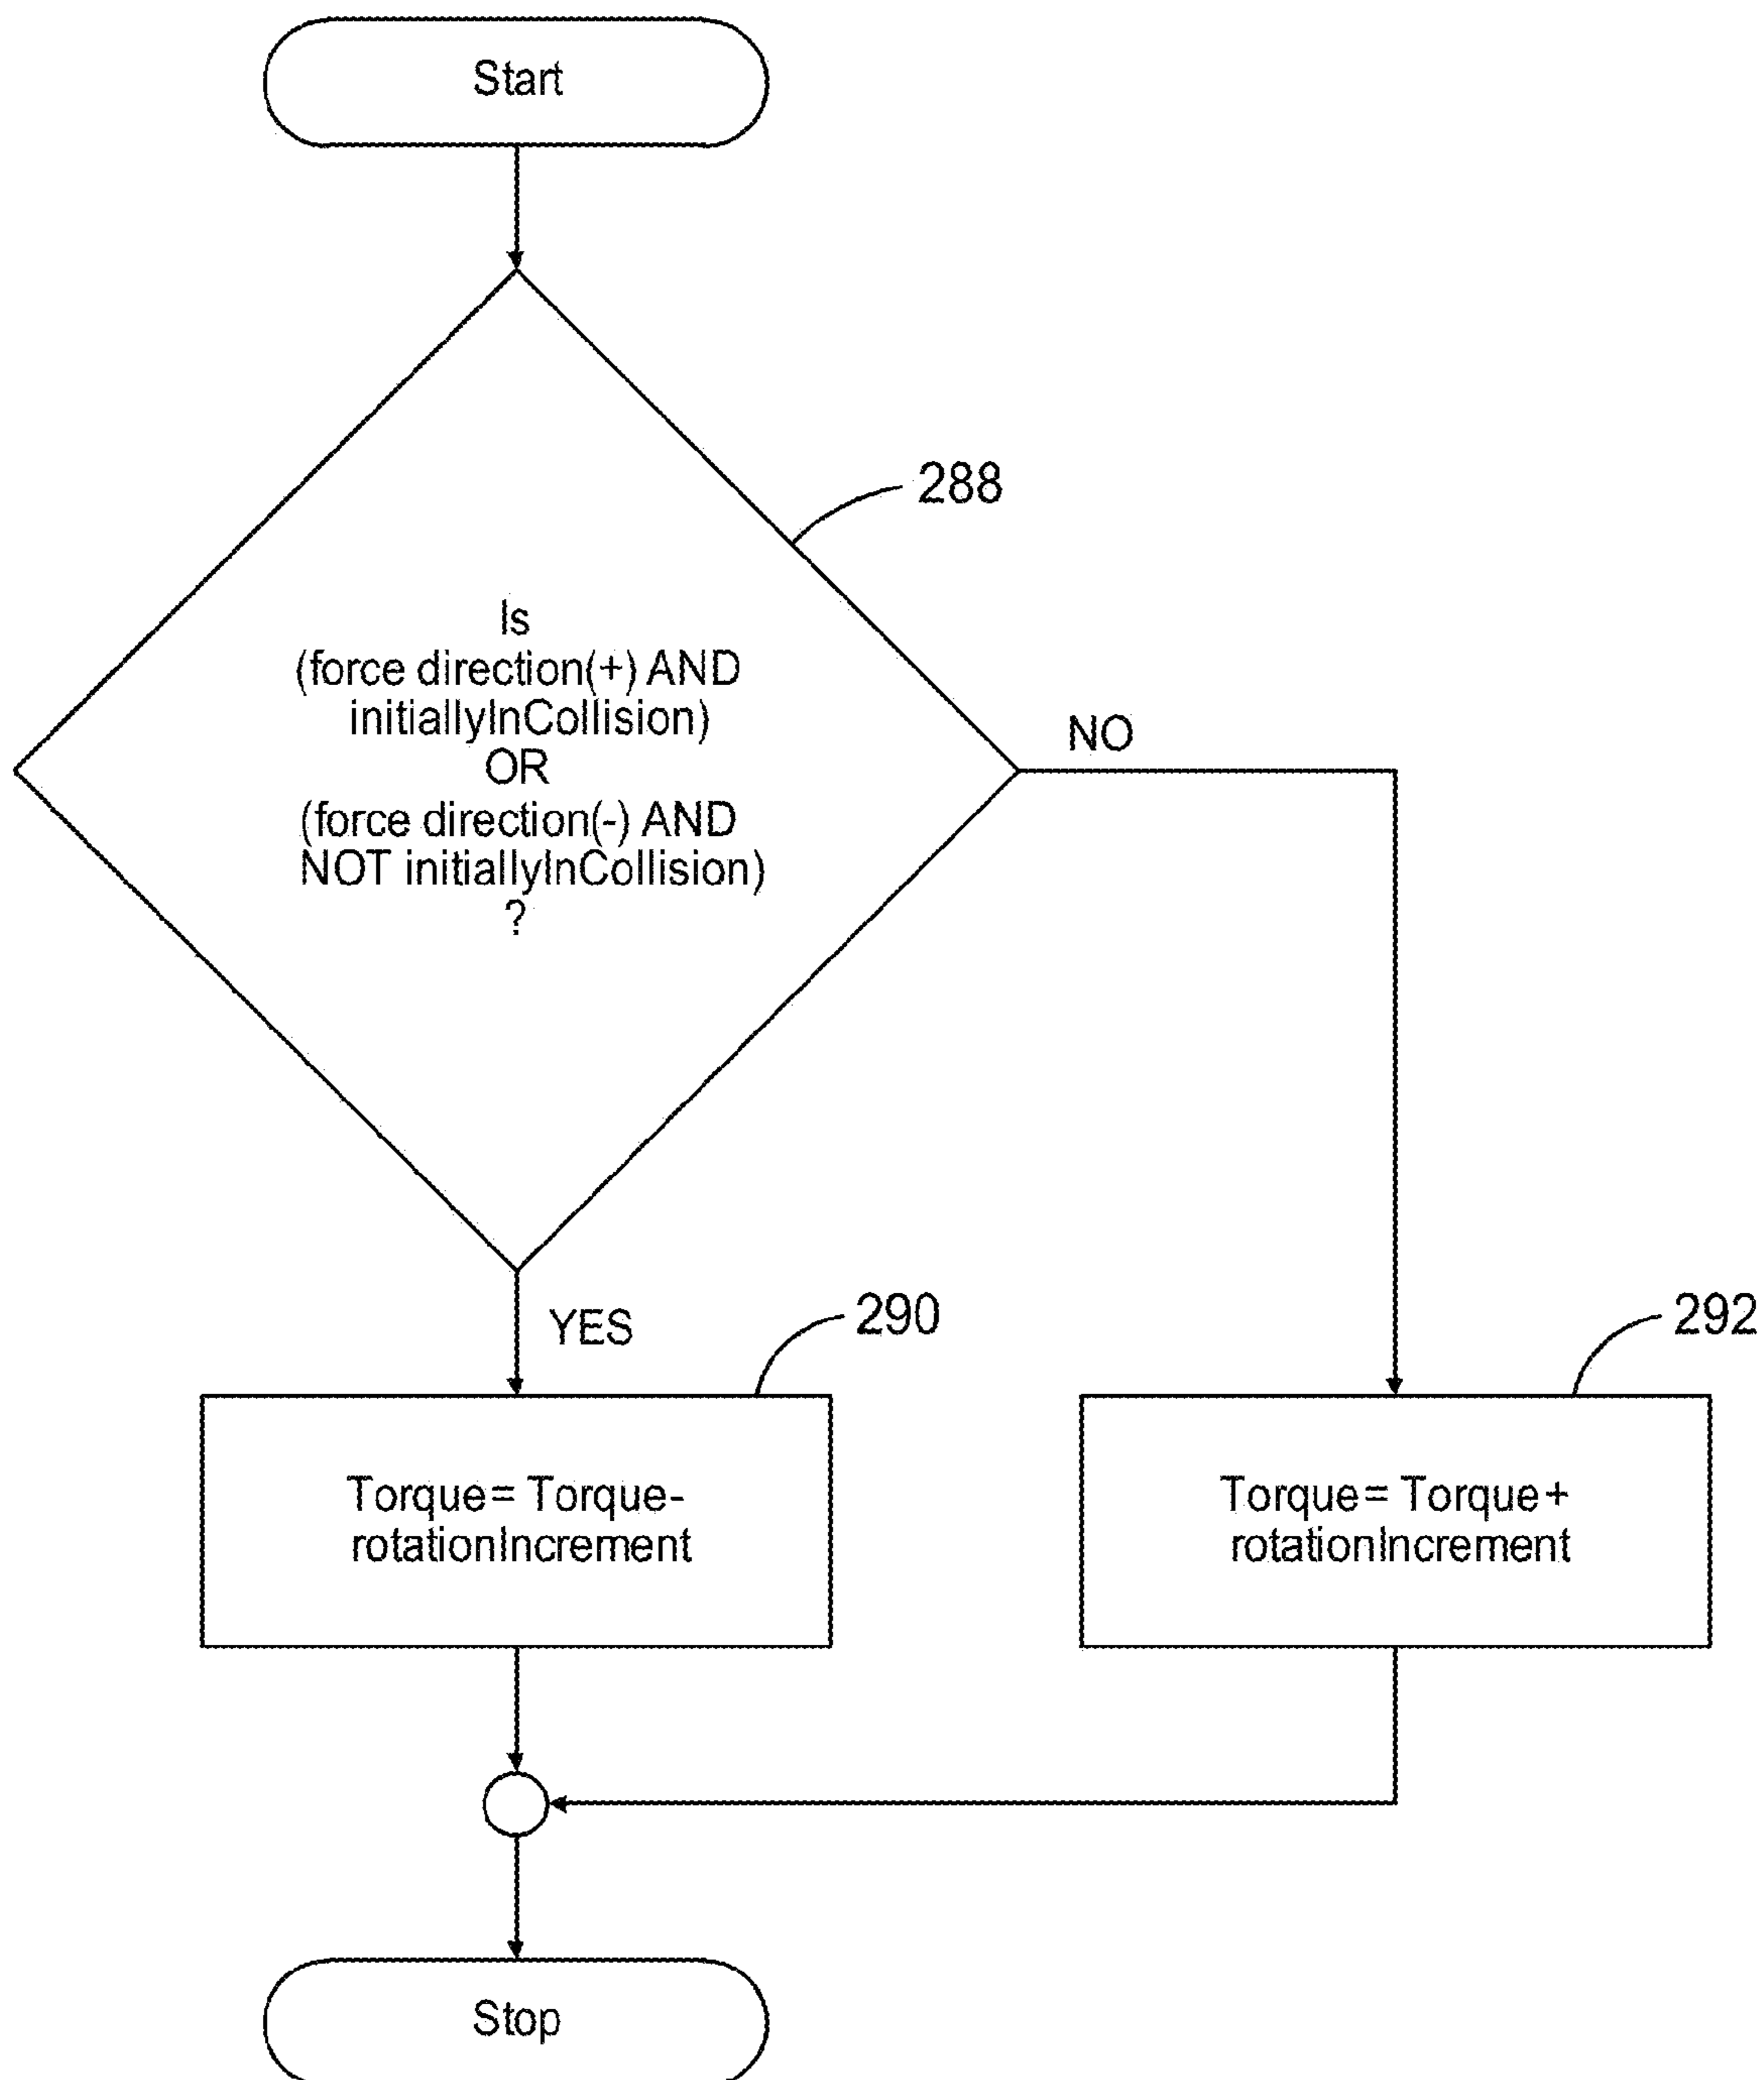 Start
288
Is
(force direction(+) AND
initiallyInCollision)
OR
(force direction(-) AND
NOT initiallyInCollision)
?
NO
YES
290
292
Torque= Torque-
rotationIncrement
Torque= Torque+
rotationIncrement
Stop